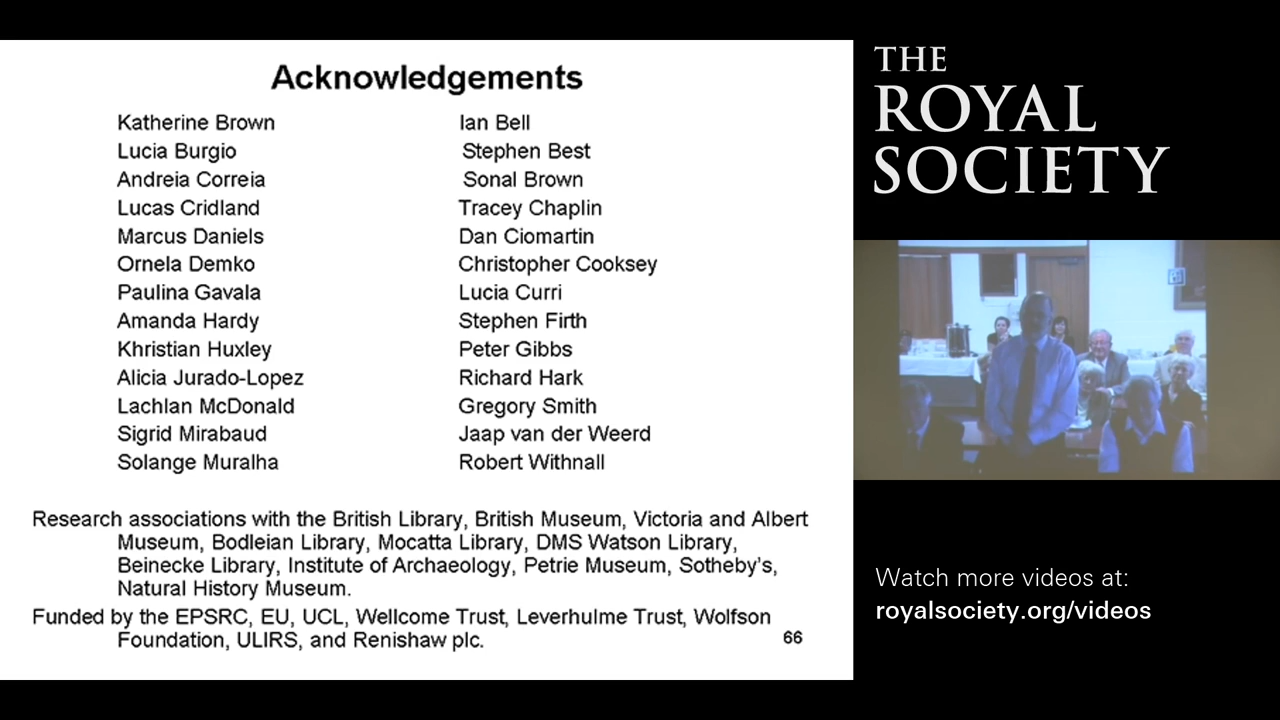 Acknowledgements
Katherine Brown
Lucia Burgio
Andreia Correia
Lucas Cridland
Marcus Daniels
Ornela Demko
Paulina Gavala
Amanda Hardy
Khristian Huxley
Alicia Jurado-Lopez
Lachlan McDonald
Sigrid Mirabaud
Solange Muralha
Ian Bell
Stephen Best
Sonal Brown
Tracey Chaplin
Dan Ciomartin
Christopher Cooksey
Lucia Curri
Stephen Firth
Peter Gibbs
Richard Hark
Gregory Smith
Jaap van der Weerd
Robert Withnall
Research associations with the British Library, British Museum, Victoria and Albert
Museum, Bodleian Library, Mocatta Library, DMS Watson Library,
Beinecke Library, Institute of Archaeology, Petrie Museum, Sotheby's,
Natural History Museum.
Funded by the EPSRC, EU, UCL, Wellcome Trust, Leverhulme Trust, Wolfson
Foundation, ULIRS, and Renishaw plc.
66
THE
ROYAL
SOCIETY
Watch more videos at:
royalsociety.org/videos